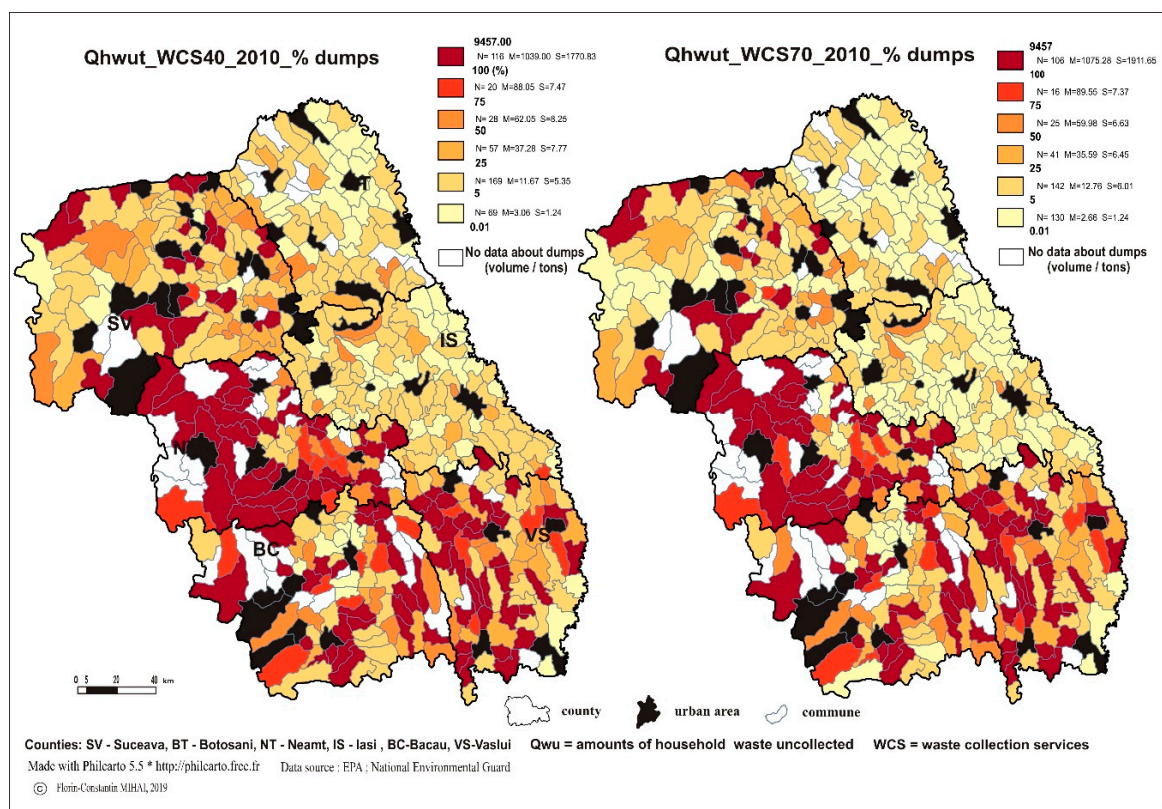 Qhwut_WCS40_2010_% dumps
9457.00
N= 116 M=1039.00 S=1770.83
100 (%)
N= 20 M=88.05 S=7.47
75
N= 28 M=62.05 S=8.25
50
N= 57 M=37.28 S=7.77
25
N= 169 M=11.67 S=5.35
5
N= 69 M=3.06 S=1.24
0.01
No data about dumps
(volume / tons)
Qhwut_WCS70_2010_% dumps
9457
N= 106 M=1075.28 S=1911.65
100
N= 16 M=89.55 S=7.37
75
N= 25 M=59.98 S=6.63
50
N= 41 M=35.59 S=6.45
25
N= 142 M=12.76 S=6.01
5
N= 130 M=2.66 S=1.24
0.01
No data about dumps
(volume / tons)
T
SV
IS
N
BC
VS
0 5 20 40 km
county
urban area
commune
Counties: SV - Suceava, BT - Botosani, NT - Neamt, IS - Iasi , BC-Bacau, VS-Vaslui Qwu = amounts of household waste uncollected WCS = waste collection services
Made with Philcarto 5.5 * http://philcarto.free.fr Data source : EPA ; National Environmental Guard
© Florin-Constantin MIHAI, 2019